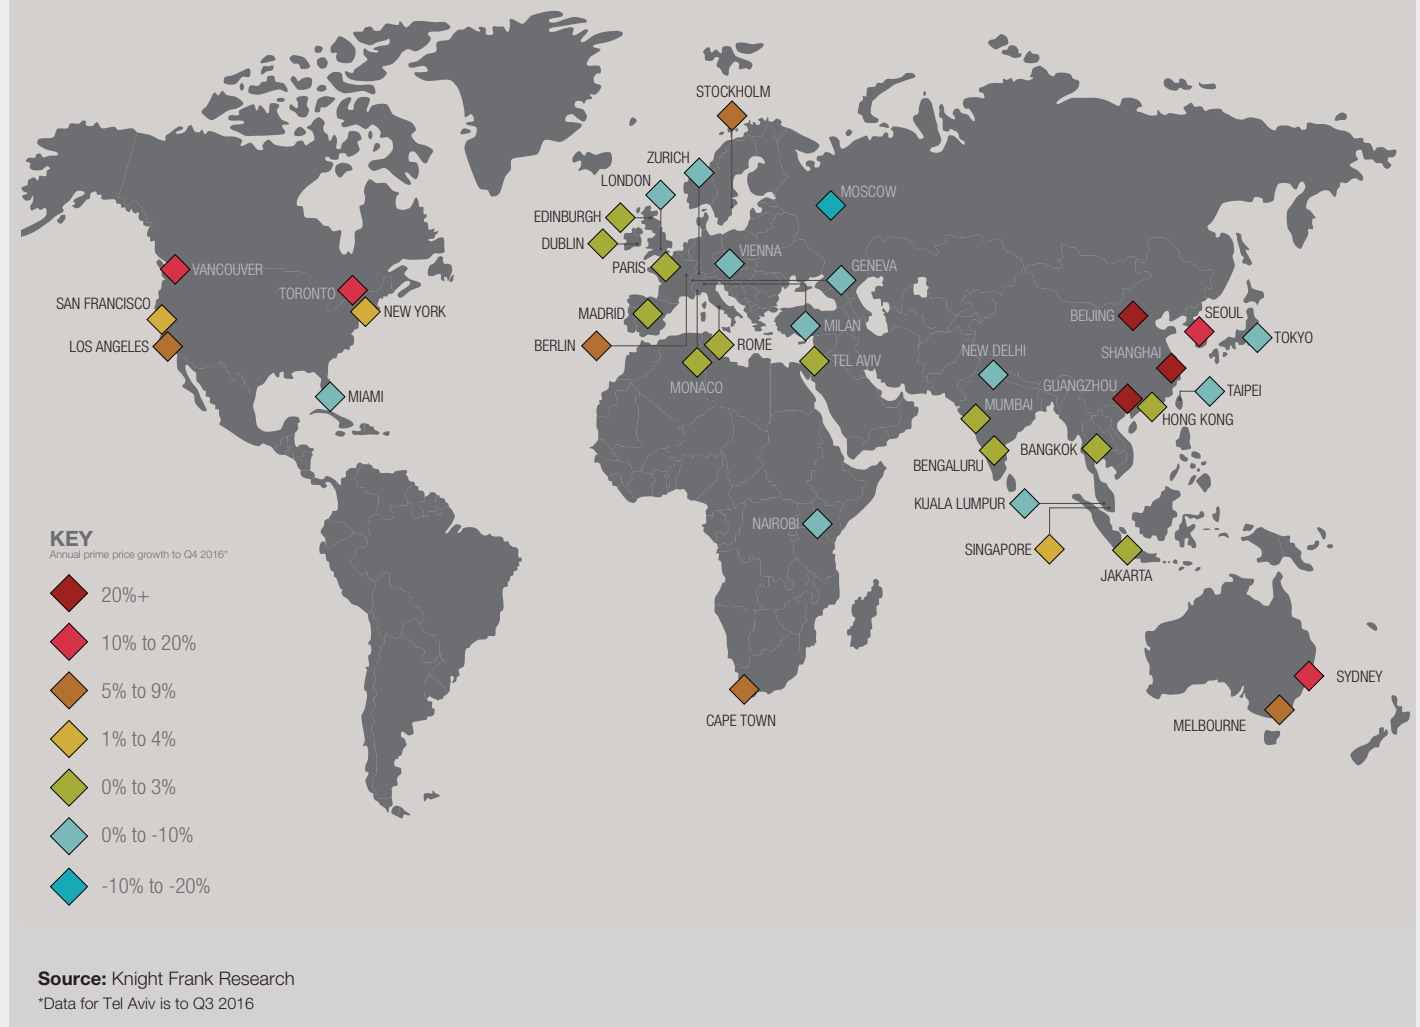 STOCKHOLM
ZURICH
LONDON
MOSCOW
EDINBURGH
DUBLIN
VIENNA
PARIS
GENEVA
VANCOUVER
TORONTO
SAN FRANCISCO
NEW YORK
MADRID
BEIJING
SEOUL
MILAN
TOKYO
LOS ANGELES
BERLIN
ROME
NEW DELHI
SHANGHAI
TEL AVIV
MONACO
GUANGZHOU
TAIPEI
MIAMI
MUMBAI
HONG KONG
BANGKOK
BENGALURU
KUALA LUMPUR
NAIROBI
SINGAPORE
JAKARTA
SYDNEY
CAPE TOWN
MELBOURNE
KEY
Annual prime price growth to Q4 2016*
20%+
10% to 20%
5% to 9%
1% to 4%
0% to 3%
0% to -10%
-10% to -20%
Source: Knight Frank Research
*Data for Tel Aviv is to Q3 2016